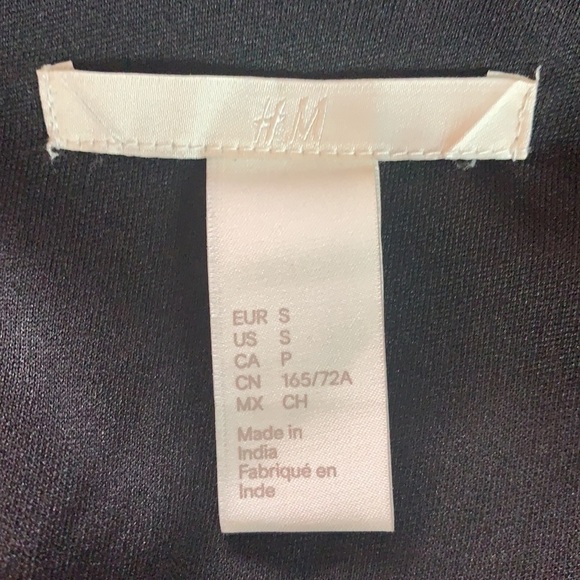 H&M
EUR S
US S
CA P
CN 165/72A
MX CH
Made in
India
Fabriqué en
Inde